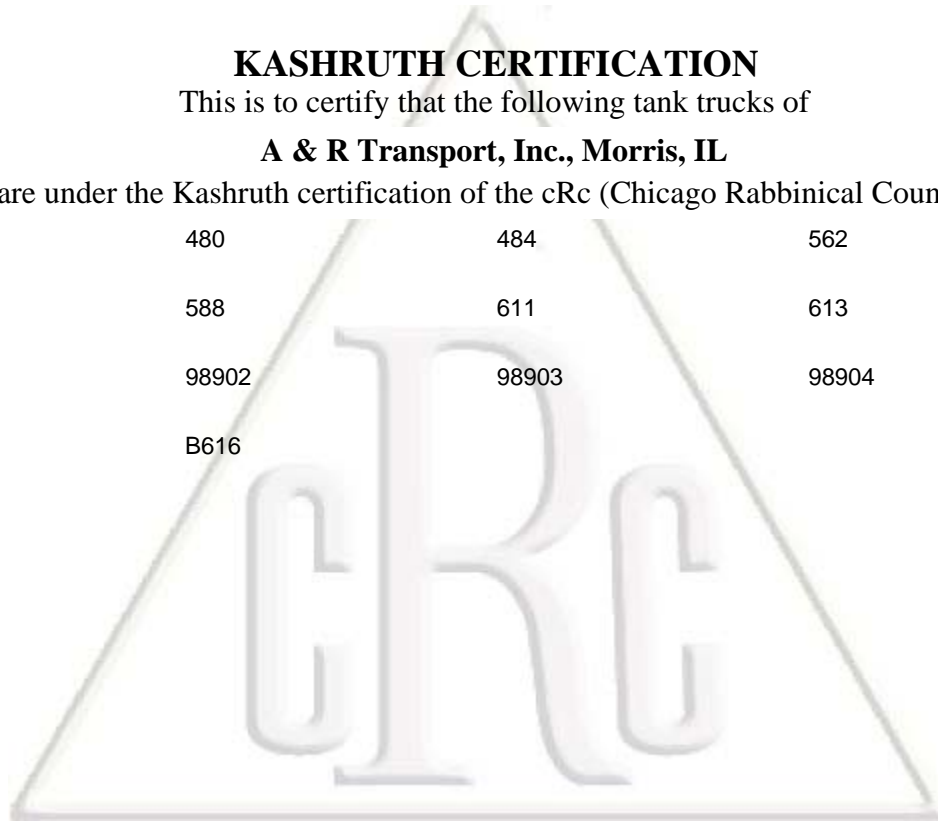 KASHRUTH CERTIFICATION
This is to certify that the following tank trucks of
A & R Transport, Inc., Morris, IL
are under the Kashruth certification of the cRc (Chicago Rabbinical Coun
480 484 562
588 611 613
98902 98903 98904
B616
cRc